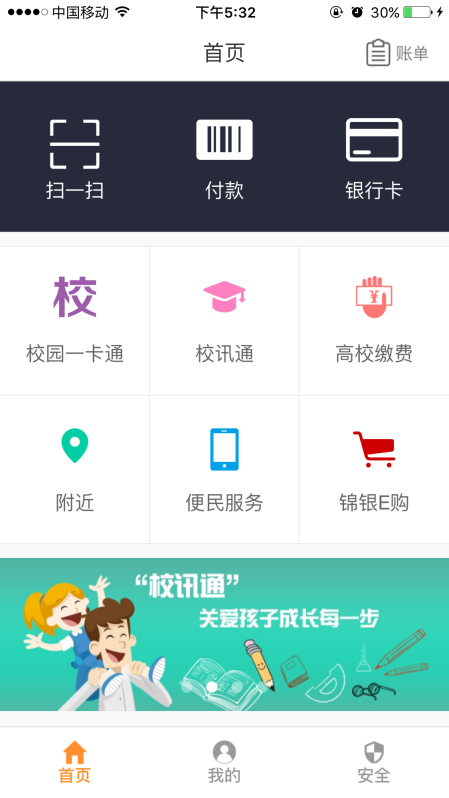 中国移动 下午5:32 30%
首页 账单
扫一扫 付款 银行卡
校
校园一卡通 校讯通 高校缴费
附近 便民服务 锦银E购
“校讯通”
关爱孩子成长每一步
首页 我的 安全